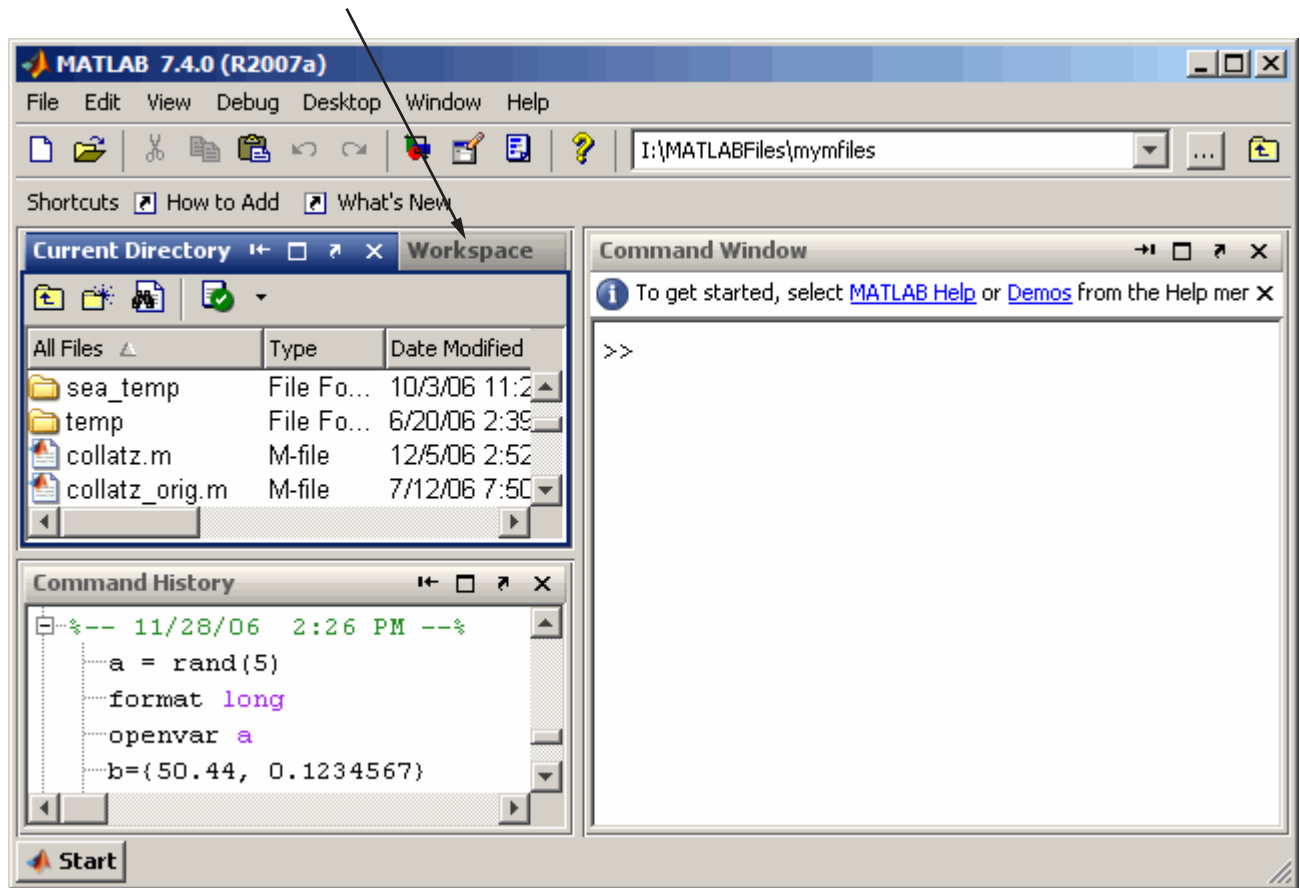 MATLAB 7.4.0 (R2007a)
File Edit View Debug Desktop Window Help
I:\MATLABFiles\mymfiles
Shortcuts How to Add What's New
Current Directory
Workspace
All Files Type Date Modified
sea_temp File Fo... 10/3/06 11:2
temp File Fo... 6/20/06 2:39
collatz.m M-file 12/5/06 2:52
collatz_orig.m M-file 7/12/06 7:50
Command History
%-- 11/28/06 2:26 PM --%
a = rand(5)
format long
openvar a
b={50.44, 0.1234567}
Command Window
To get started, select MATLAB Help or Demos from the Help mer
>>
Start